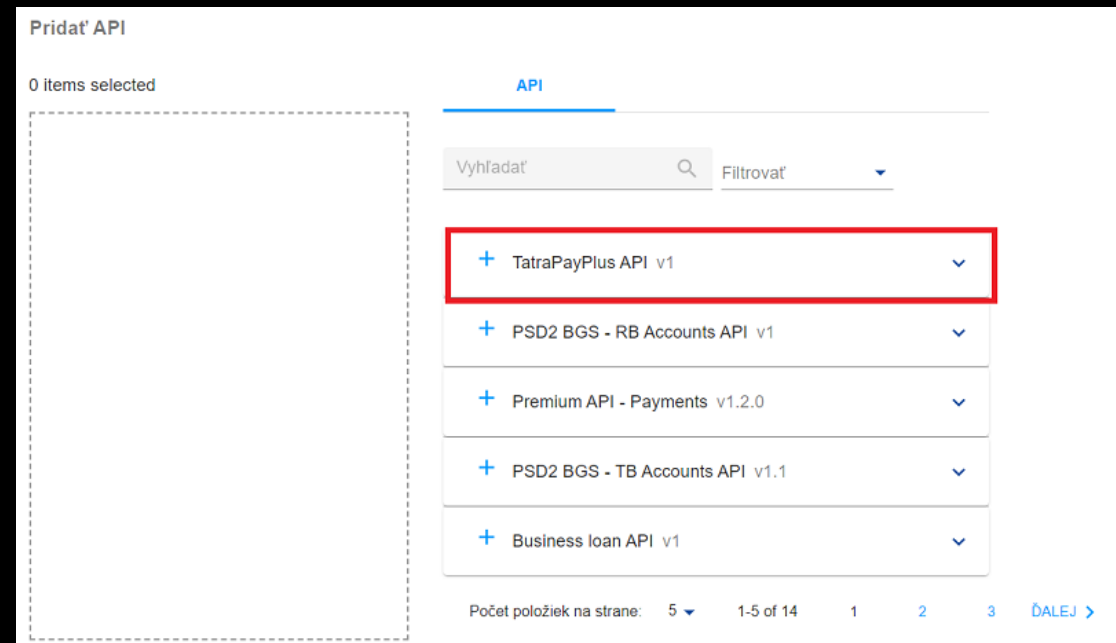 Pridať API
0 items selected
API
Vyhľadať
Filtrovať
TatraPayPlus API v1
PSD2 BGS - RB Accounts API v1
Premium API - Payments v1.2.0
PSD2 BGS - TB Accounts API v1.1
Business loan API v1
Počet položiek na strane: 5 1-5 of 14 1 2 3 ĎALEJ